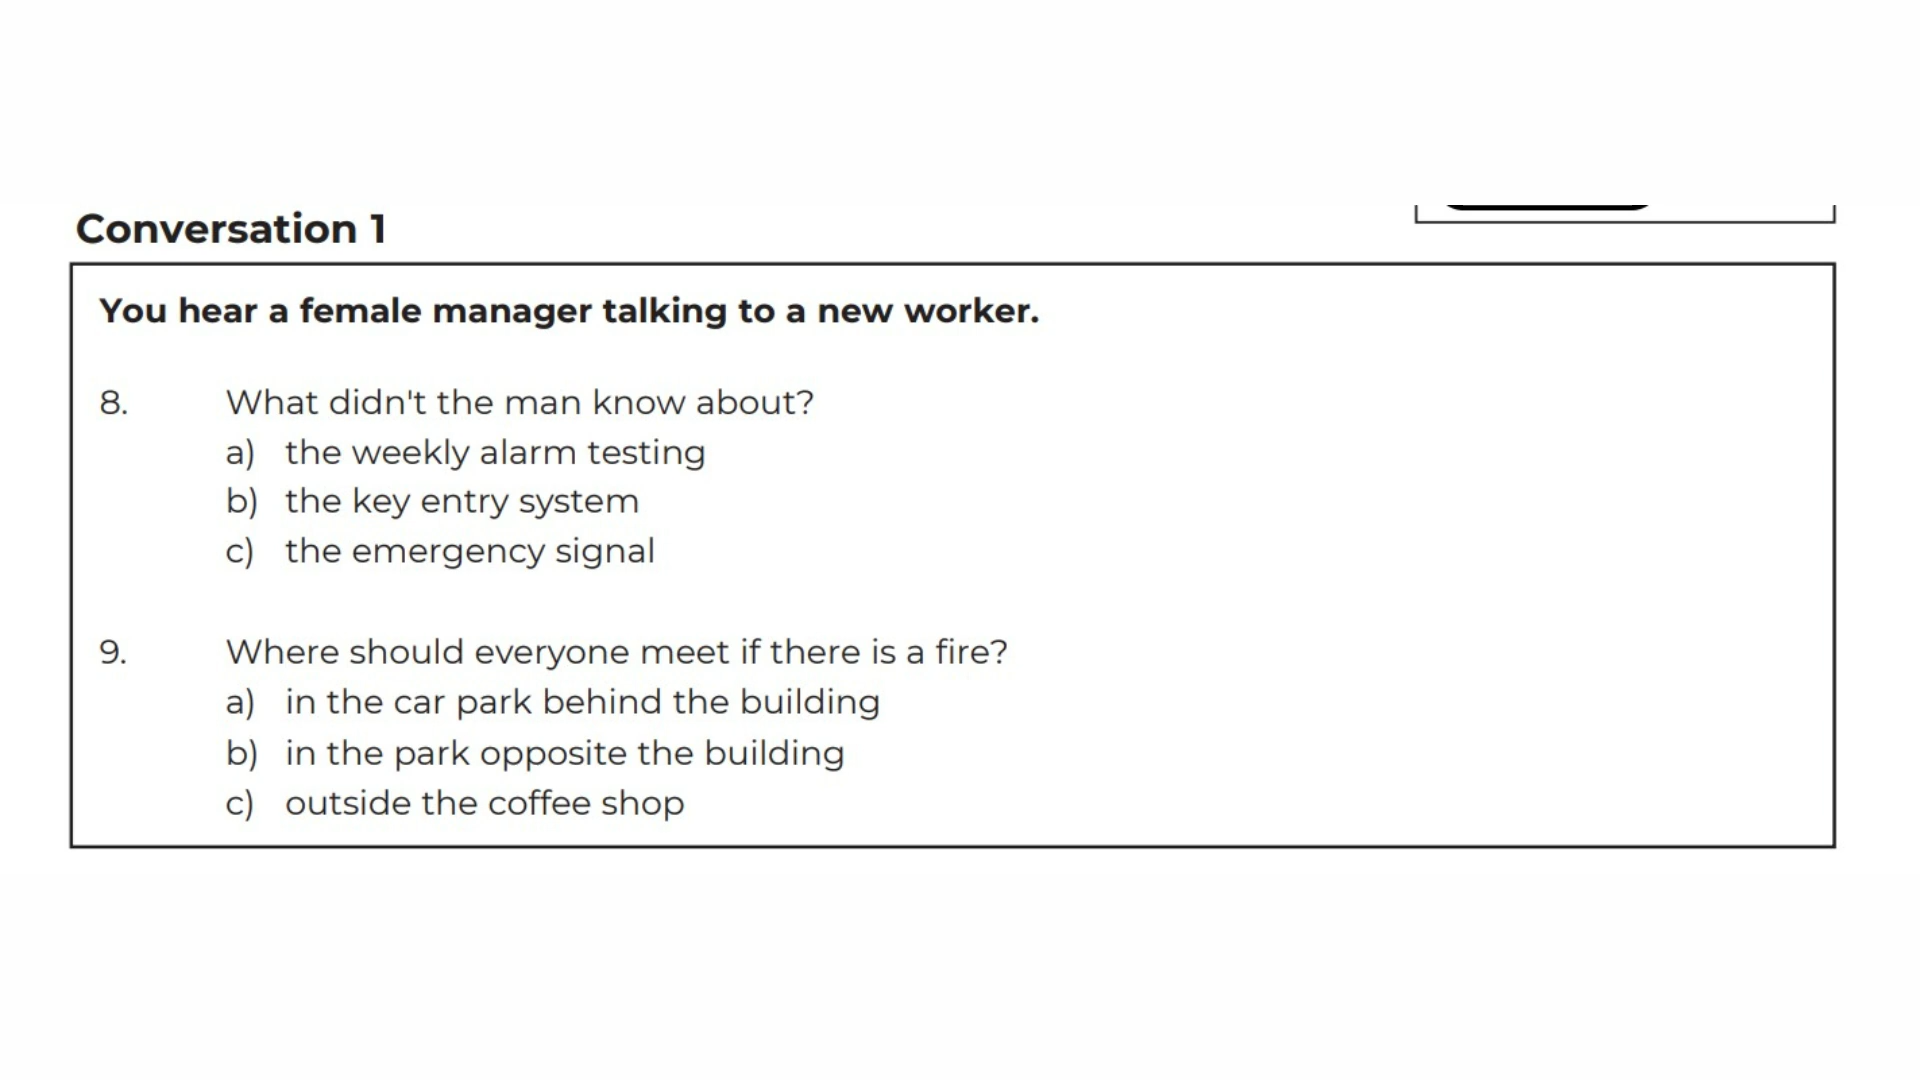 Conversation 1
You hear a female manager talking to a new worker.
8. What didn't the man know about?
a) the weekly alarm testing
b) the key entry system
c) the emergency signal
9. Where should everyone meet if there is a fire?
a) in the car park behind the building
b) in the park opposite the building
c) outside the coffee shop